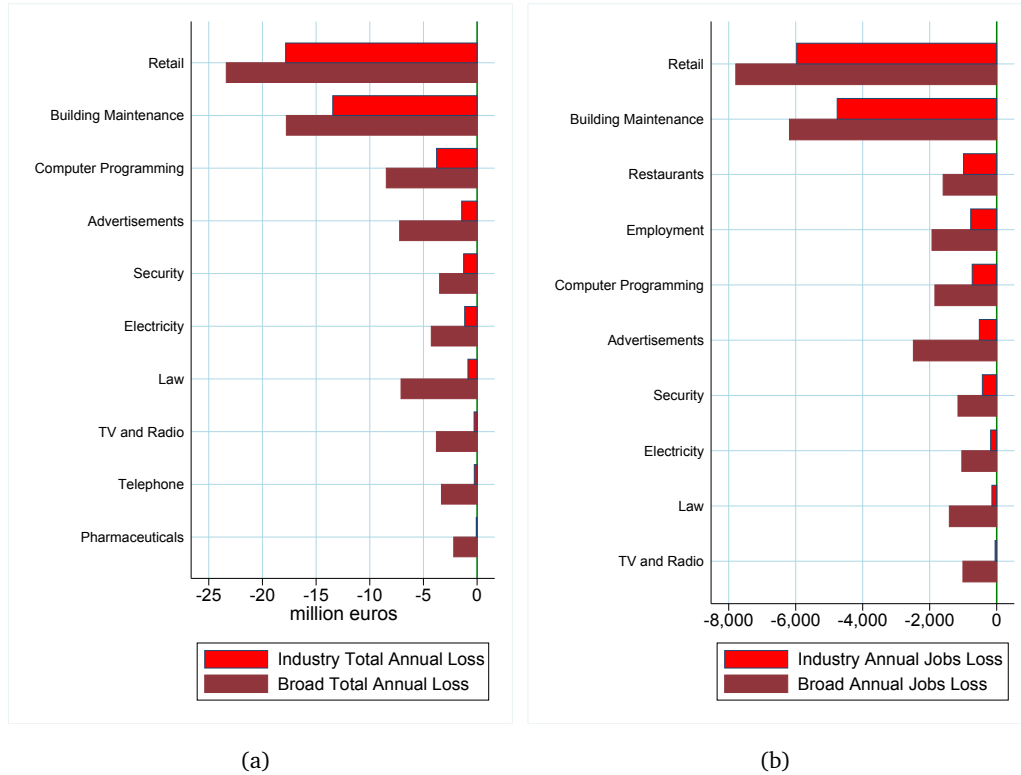 Retail
Building Maintenance
Computer Programming
Advertisements
Security
Electricity
Law
TV and Radio
Telephone
Pharmaceuticals
-25 -20 -15 -10 -5 0
million euros
Industry Total Annual Loss
Broad Total Annual Loss
(a)
Retail
Building Maintenance
Restaurants
Employment
Computer Programming
Advertisements
Security
Electricity
Law
TV and Radio
-8,000 -6,000 -4,000 -2,000 0
Industry Annual Jobs Loss
Broad Annual Jobs Loss
(b)